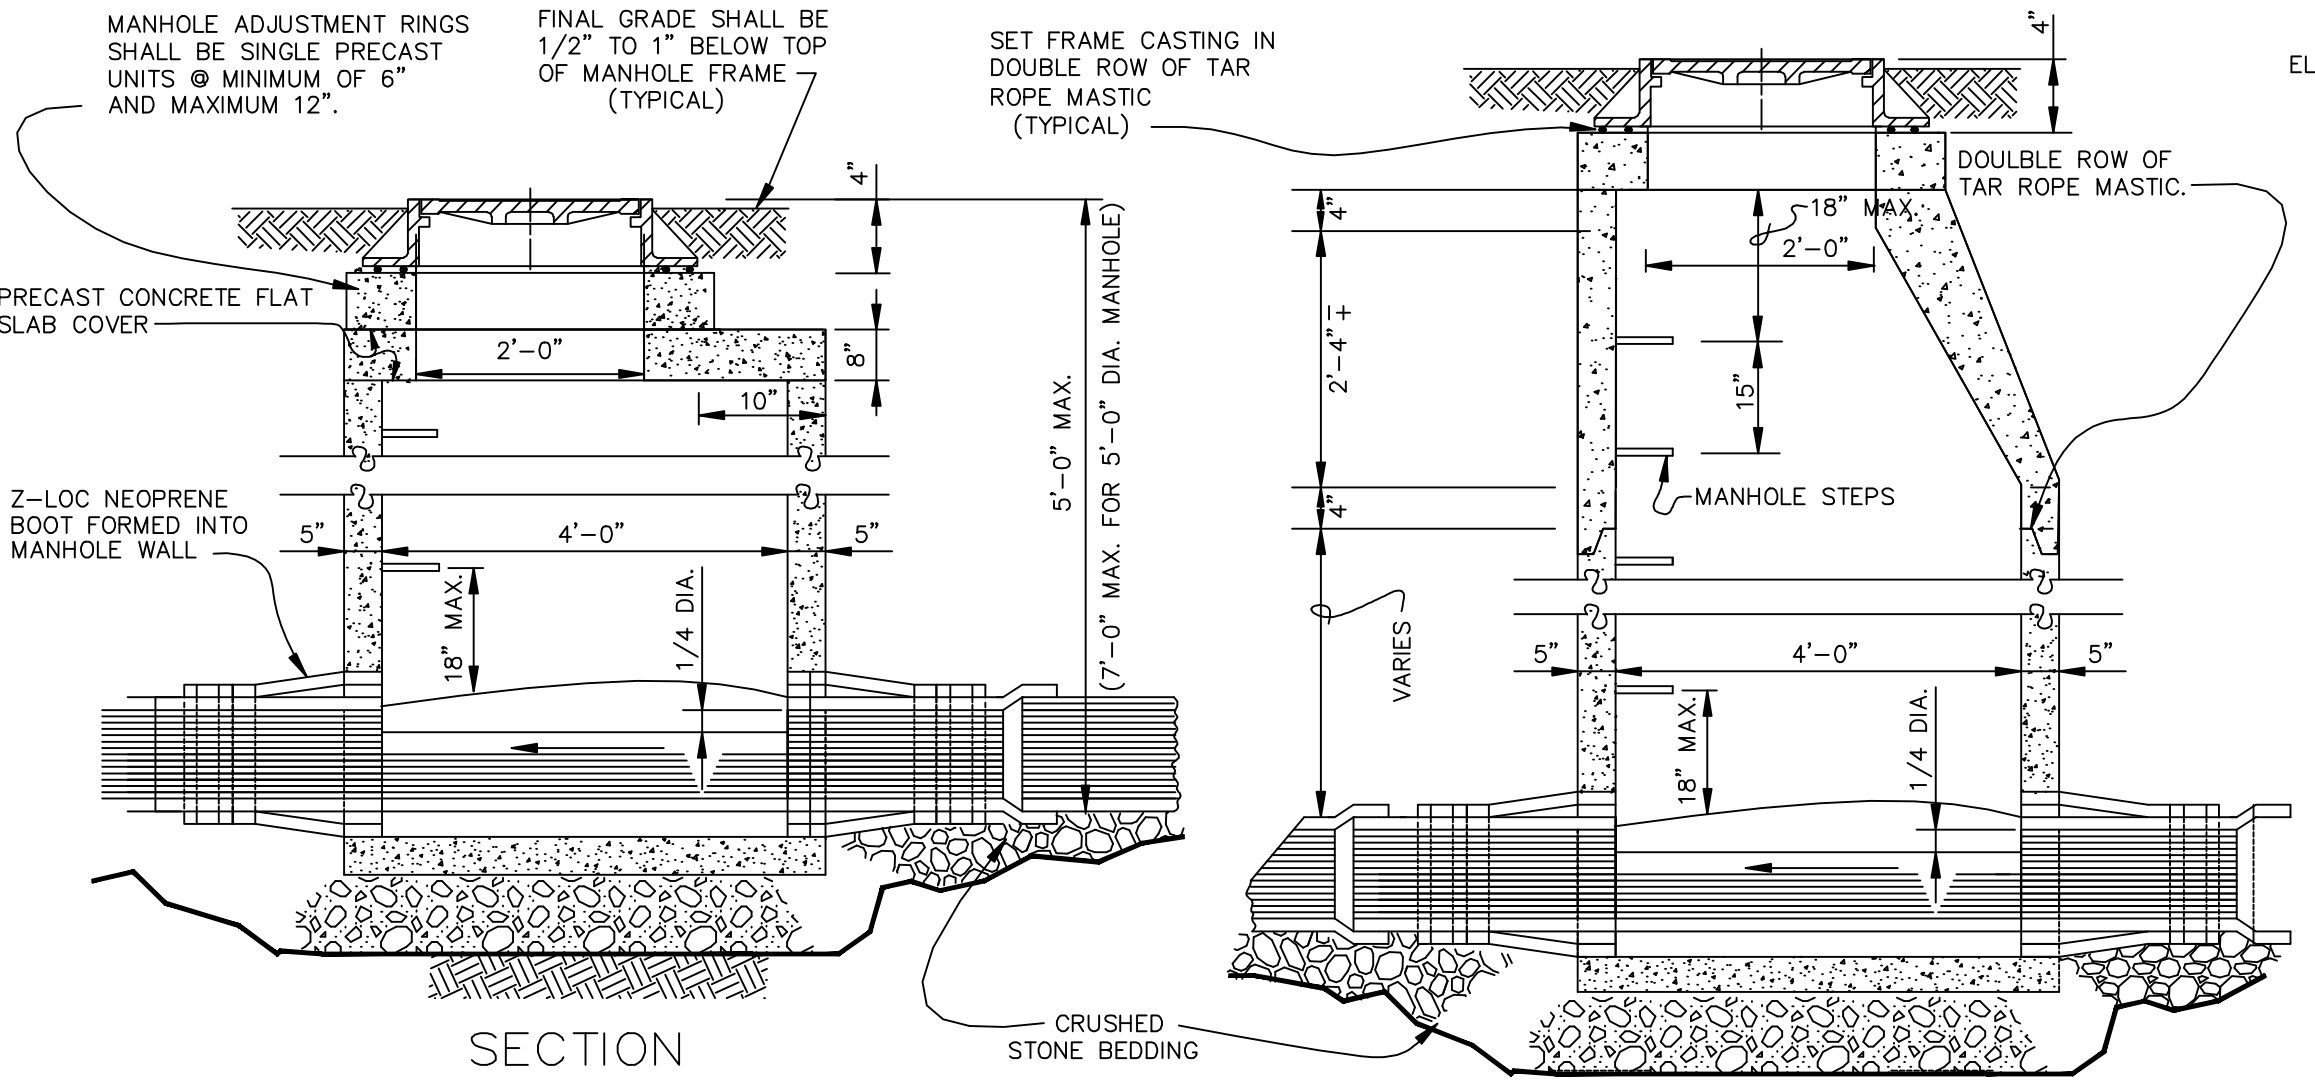 MANHOLE ADJUSTMENT RINGS
SHALL BE SINGLE PRECAST
UNITS @ MINIMUM OF 6"
AND MAXIMUM 12".
FINAL GRADE SHALL BE
1/2" TO 1" BELOW TOP
OF MANHOLE FRAME
(TYPICAL)
SET FRAME CASTING IN
DOUBLE ROW OF TAR
ROPE MASTIC
(TYPICAL)
4"
EL
DOULBLE ROW OF
TAR ROPE MASTIC.
4"
4"
18" MAX.
2'-0"
PRECAST CONCRETE FLAT
SLAB COVER
2'-0"
8"
10"
2'-4"±
15"
5'-0" MAX.
(7'-0" MAX. FOR 5'-0" DIA. MANHOLE)
Z-LOC NEOPRENE
BOOT FORMED INTO
MANHOLE WALL
5"
4'-0"
5"
4"
MANHOLE STEPS
18" MAX.
1/4 DIA.
VARIES
5"
4'-0"
5"
18" MAX.
1/4 DIA.
CRUSHED
STONE BEDDING
SECTION